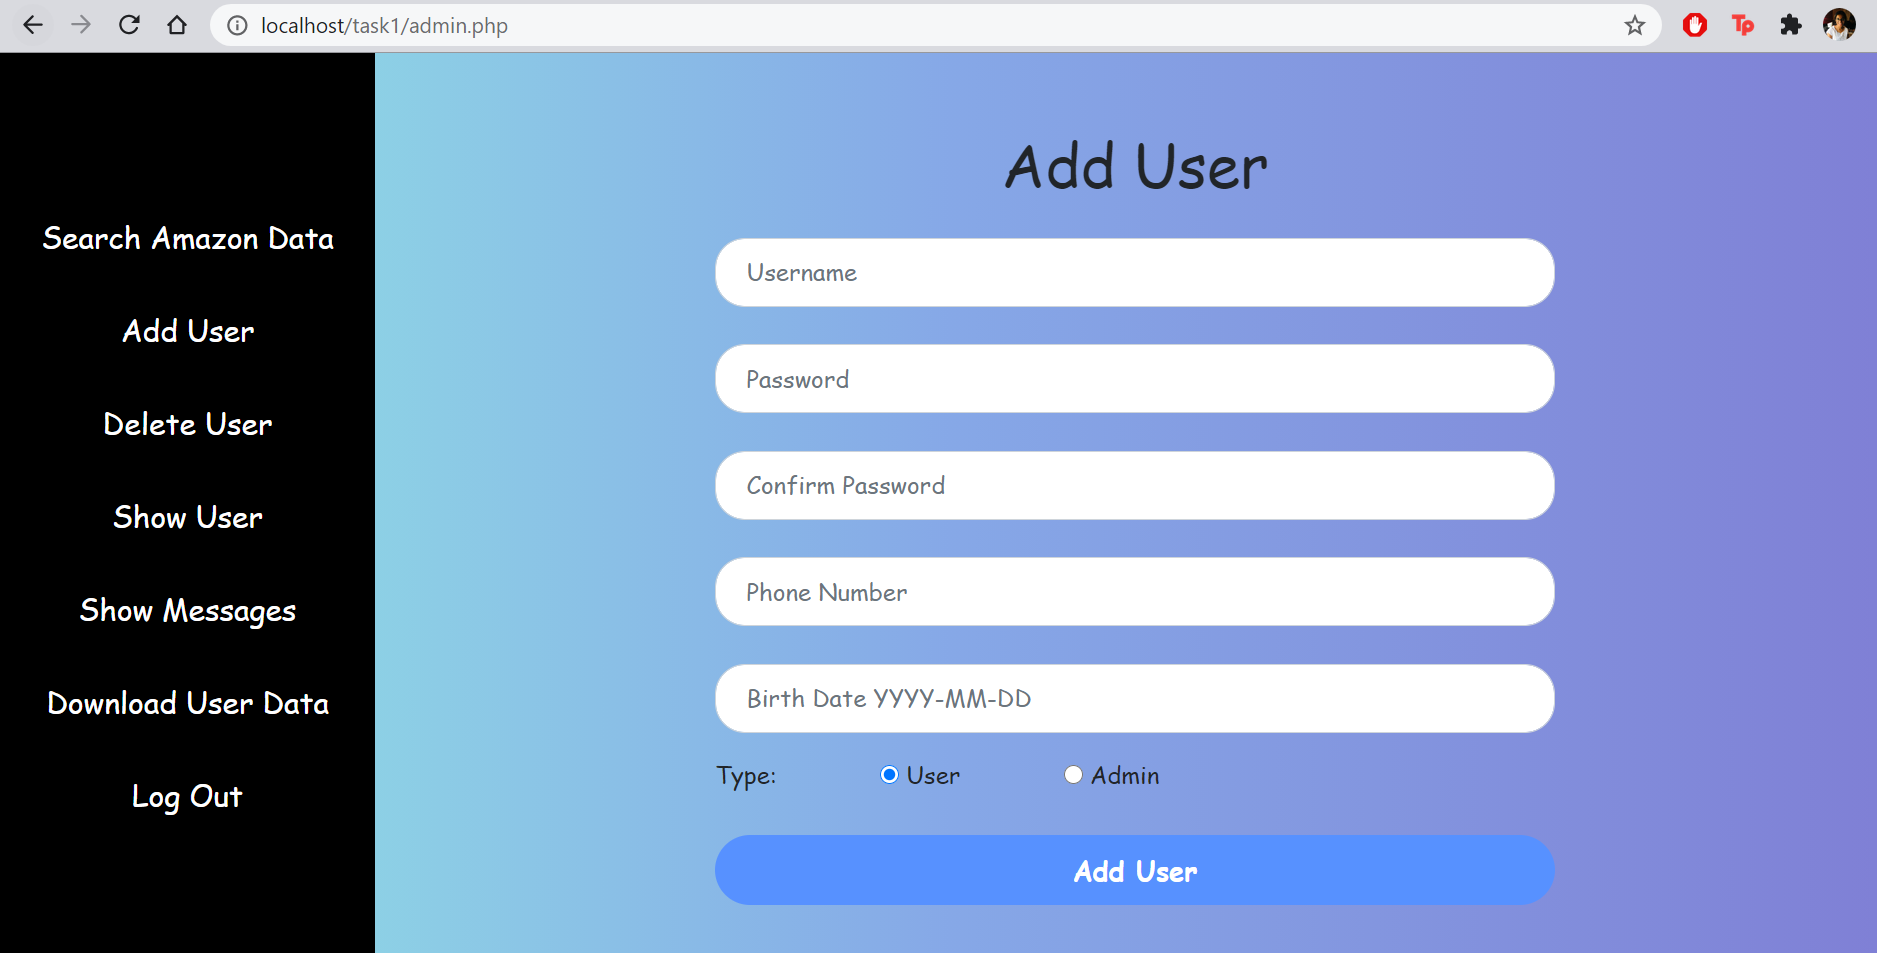 localhost/task1/admin.php
Tp
Search Amazon Data
Add User
Delete User
Show User
Show Messages
Download User Data
Log Out
Add User
Username
Password
Confirm Password
Phone Number
Birth Date YYYY-MM-DD
Type: User Admin
Add User